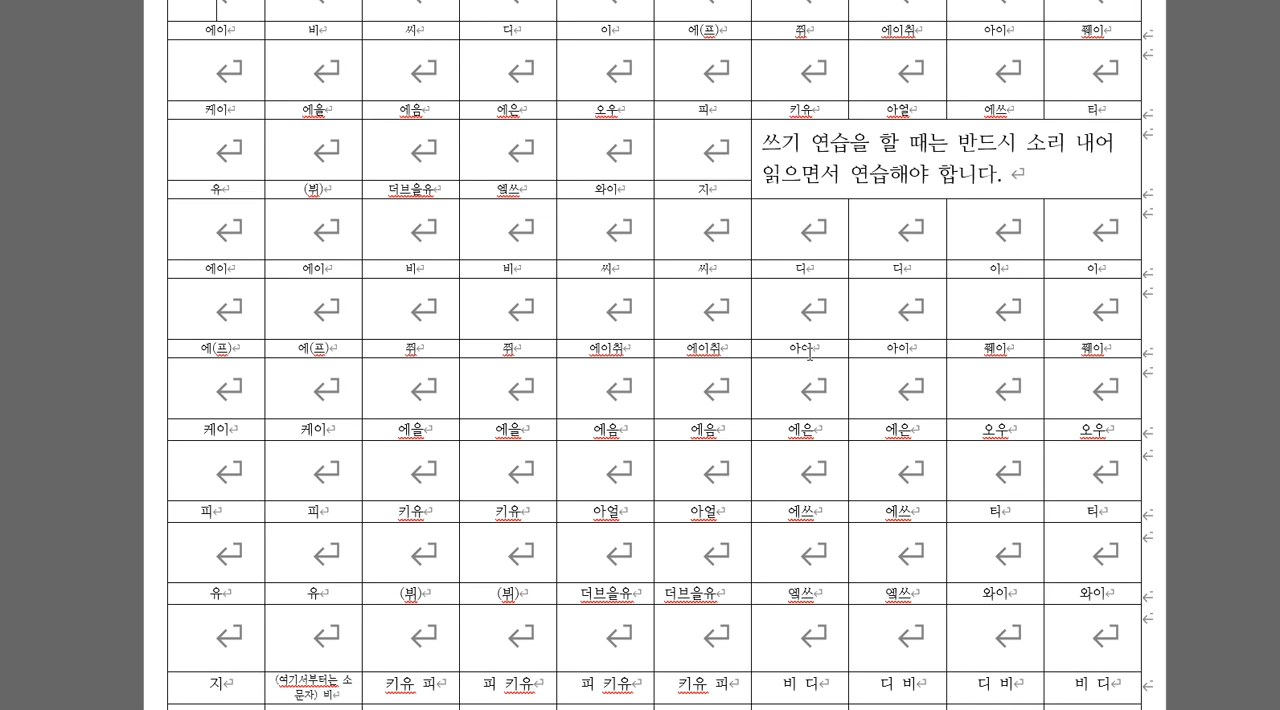 에이 비 씨 디 이 에(프) 쥐 에이취 아이 줴이
케이 에을 에음 에은 오우 피 키유 아얼 에쓰 티
쓰기 연습을 할 때는 반드시 소리 내어
읽으면서 연습해야 합니다.
유 (뷔) 더브을유 엑쓰 와이 지
에이 에이 비 비 씨 씨 디 디 이 이
에(프) 에(프) 쥐 쥐 에이취 에이취 아이 아이 줴이 줴이
케이 케이 에을 에을 에음 에음 에은 에은 오우 오우
피 피 키유 키유 아얼 아얼 에쓰 에쓰 티 티
유 유 (뷔) (뷔) 더브을유 더브을유 엑쓰 엑쓰 와이 와이
지 (여기서부터는 소 키유 피 피 키유 피 키유 키유 피 비 디 디 비 디 비 비 디
문자) 비